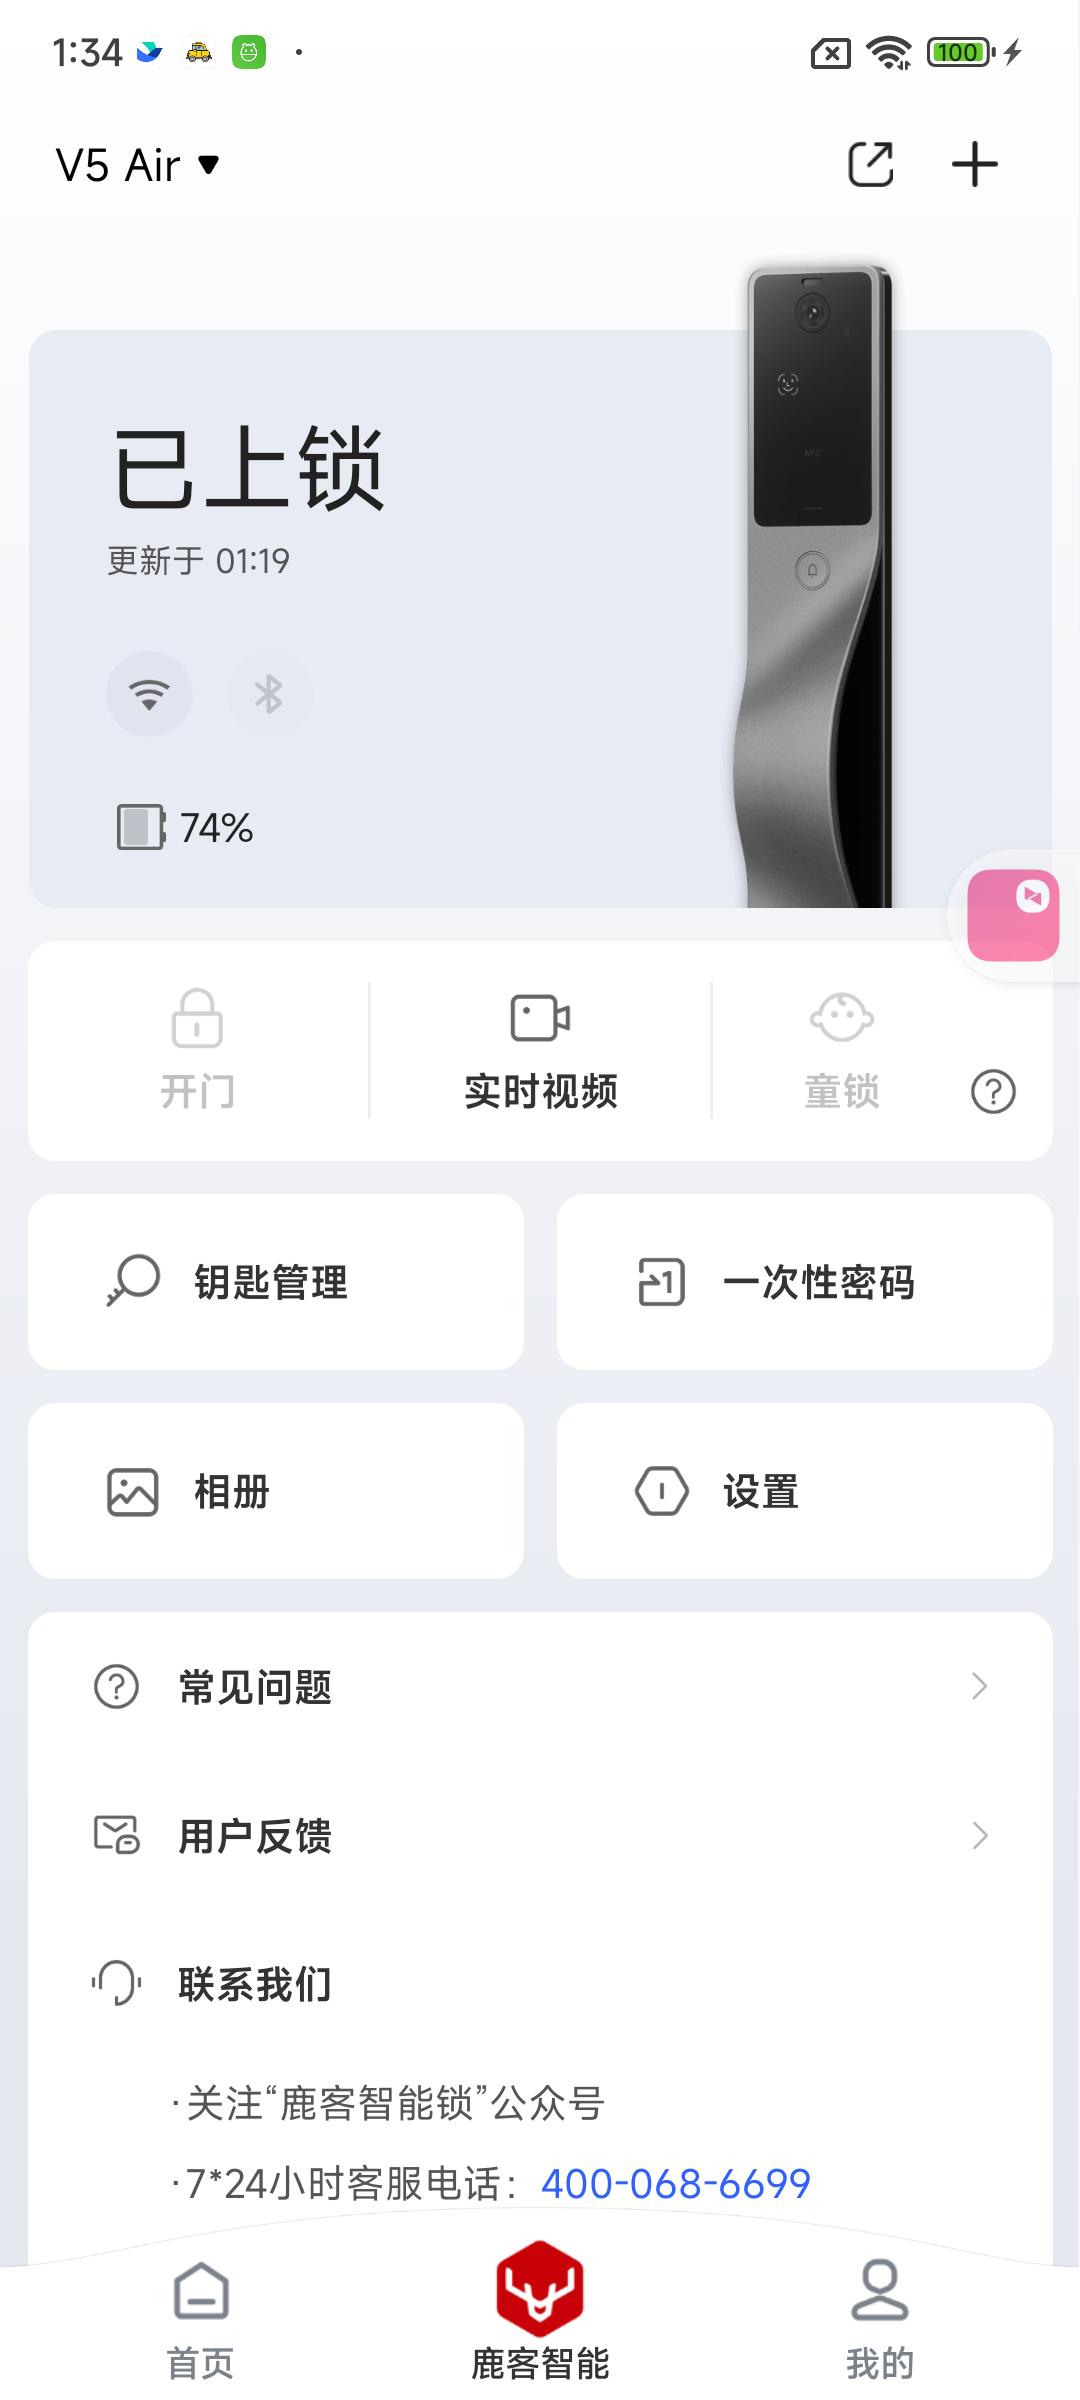 1:34
100
V5 Air
已上锁
更新于 01:19
NFC
74%
开门
实时视频
童锁
钥匙管理
一次性密码
相册
设置
常见问题
用户反馈
联系我们
·关注“鹿客智能锁”公众号
·7*24小时客服电话：400-068-6699
首页
鹿客智能
我的